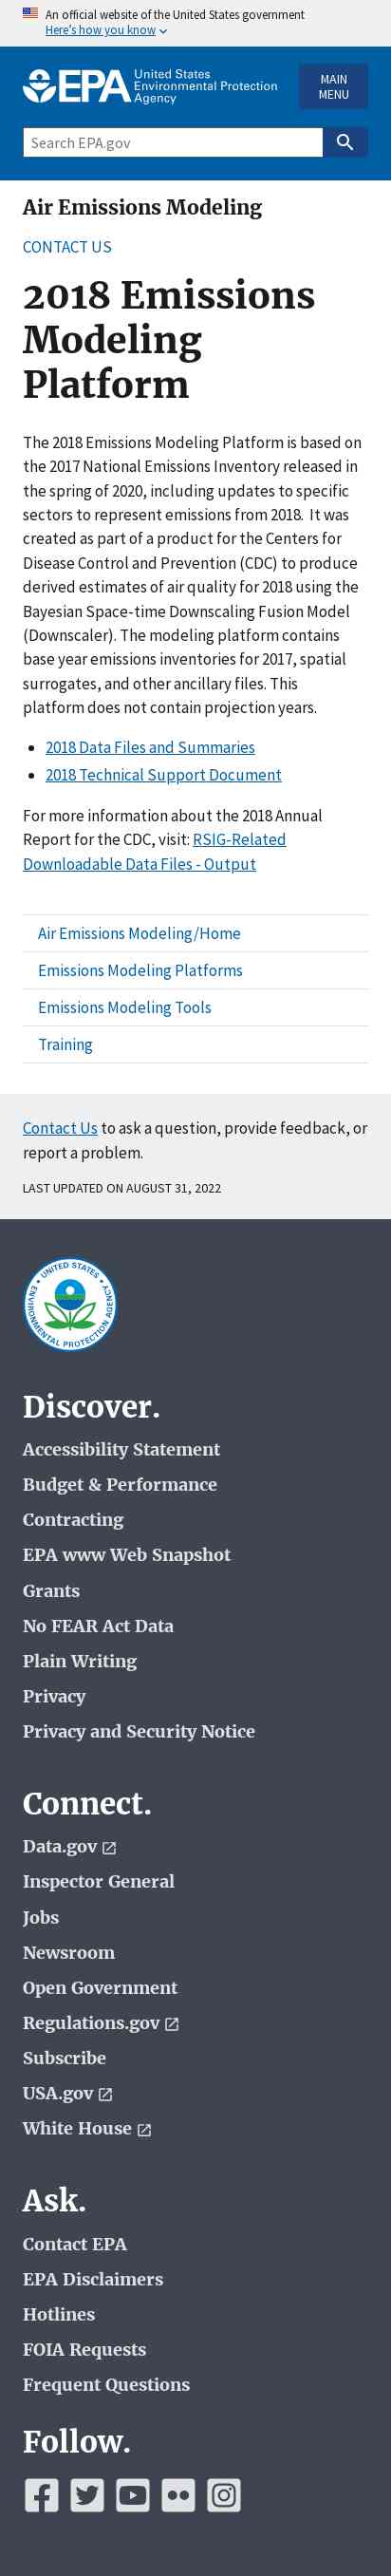 An official website of the United States government
Here's how you know
EPA United States
Environmental Protection
Agency
MAIN
MENU
Search EPA.gov
Air Emissions Modeling
CONTACT US
2018 Emissions
Modeling
Platform
The 2018 Emissions Modeling Platform is based on
the 2017 National Emissions Inventory released in
the spring of 2020, including updates to specific
sectors to represent emissions from 2018.  It was
created as part of a product for the Centers for
Disease Control and Prevention (CDC) to produce
derived estimates of air quality for 2018 using the
Bayesian Space-time Downscaling Fusion Model
(Downscaler). The modeling platform contains
base year emissions inventories for 2017, spatial
surrogates, and other ancillary files. This
platform does not contain projection years.
• 2018 Data Files and Summaries
• 2018 Technical Support Document
For more information about the 2018 Annual
Report for the CDC, visit: RSIG-Related
Downloadable Data Files - Output
Air Emissions Modeling/Home
Emissions Modeling Platforms
Emissions Modeling Tools
Training
Contact Us to ask a question, provide feedback, or
report a problem.
LAST UPDATED ON AUGUST 31, 2022
UNITED STATES
ENVIRONMENTAL PROTECTION AGENCY
Discover.
Accessibility Statement
Budget & Performance
Contracting
EPA www Web Snapshot
Grants
No FEAR Act Data
Plain Writing
Privacy
Privacy and Security Notice
Connect.
Data.gov
Inspector General
Jobs
Newsroom
Open Government
Regulations.gov
Subscribe
USA.gov
White House
Ask.
Contact EPA
EPA Disclaimers
Hotlines
FOIA Requests
Frequent Questions
Follow.